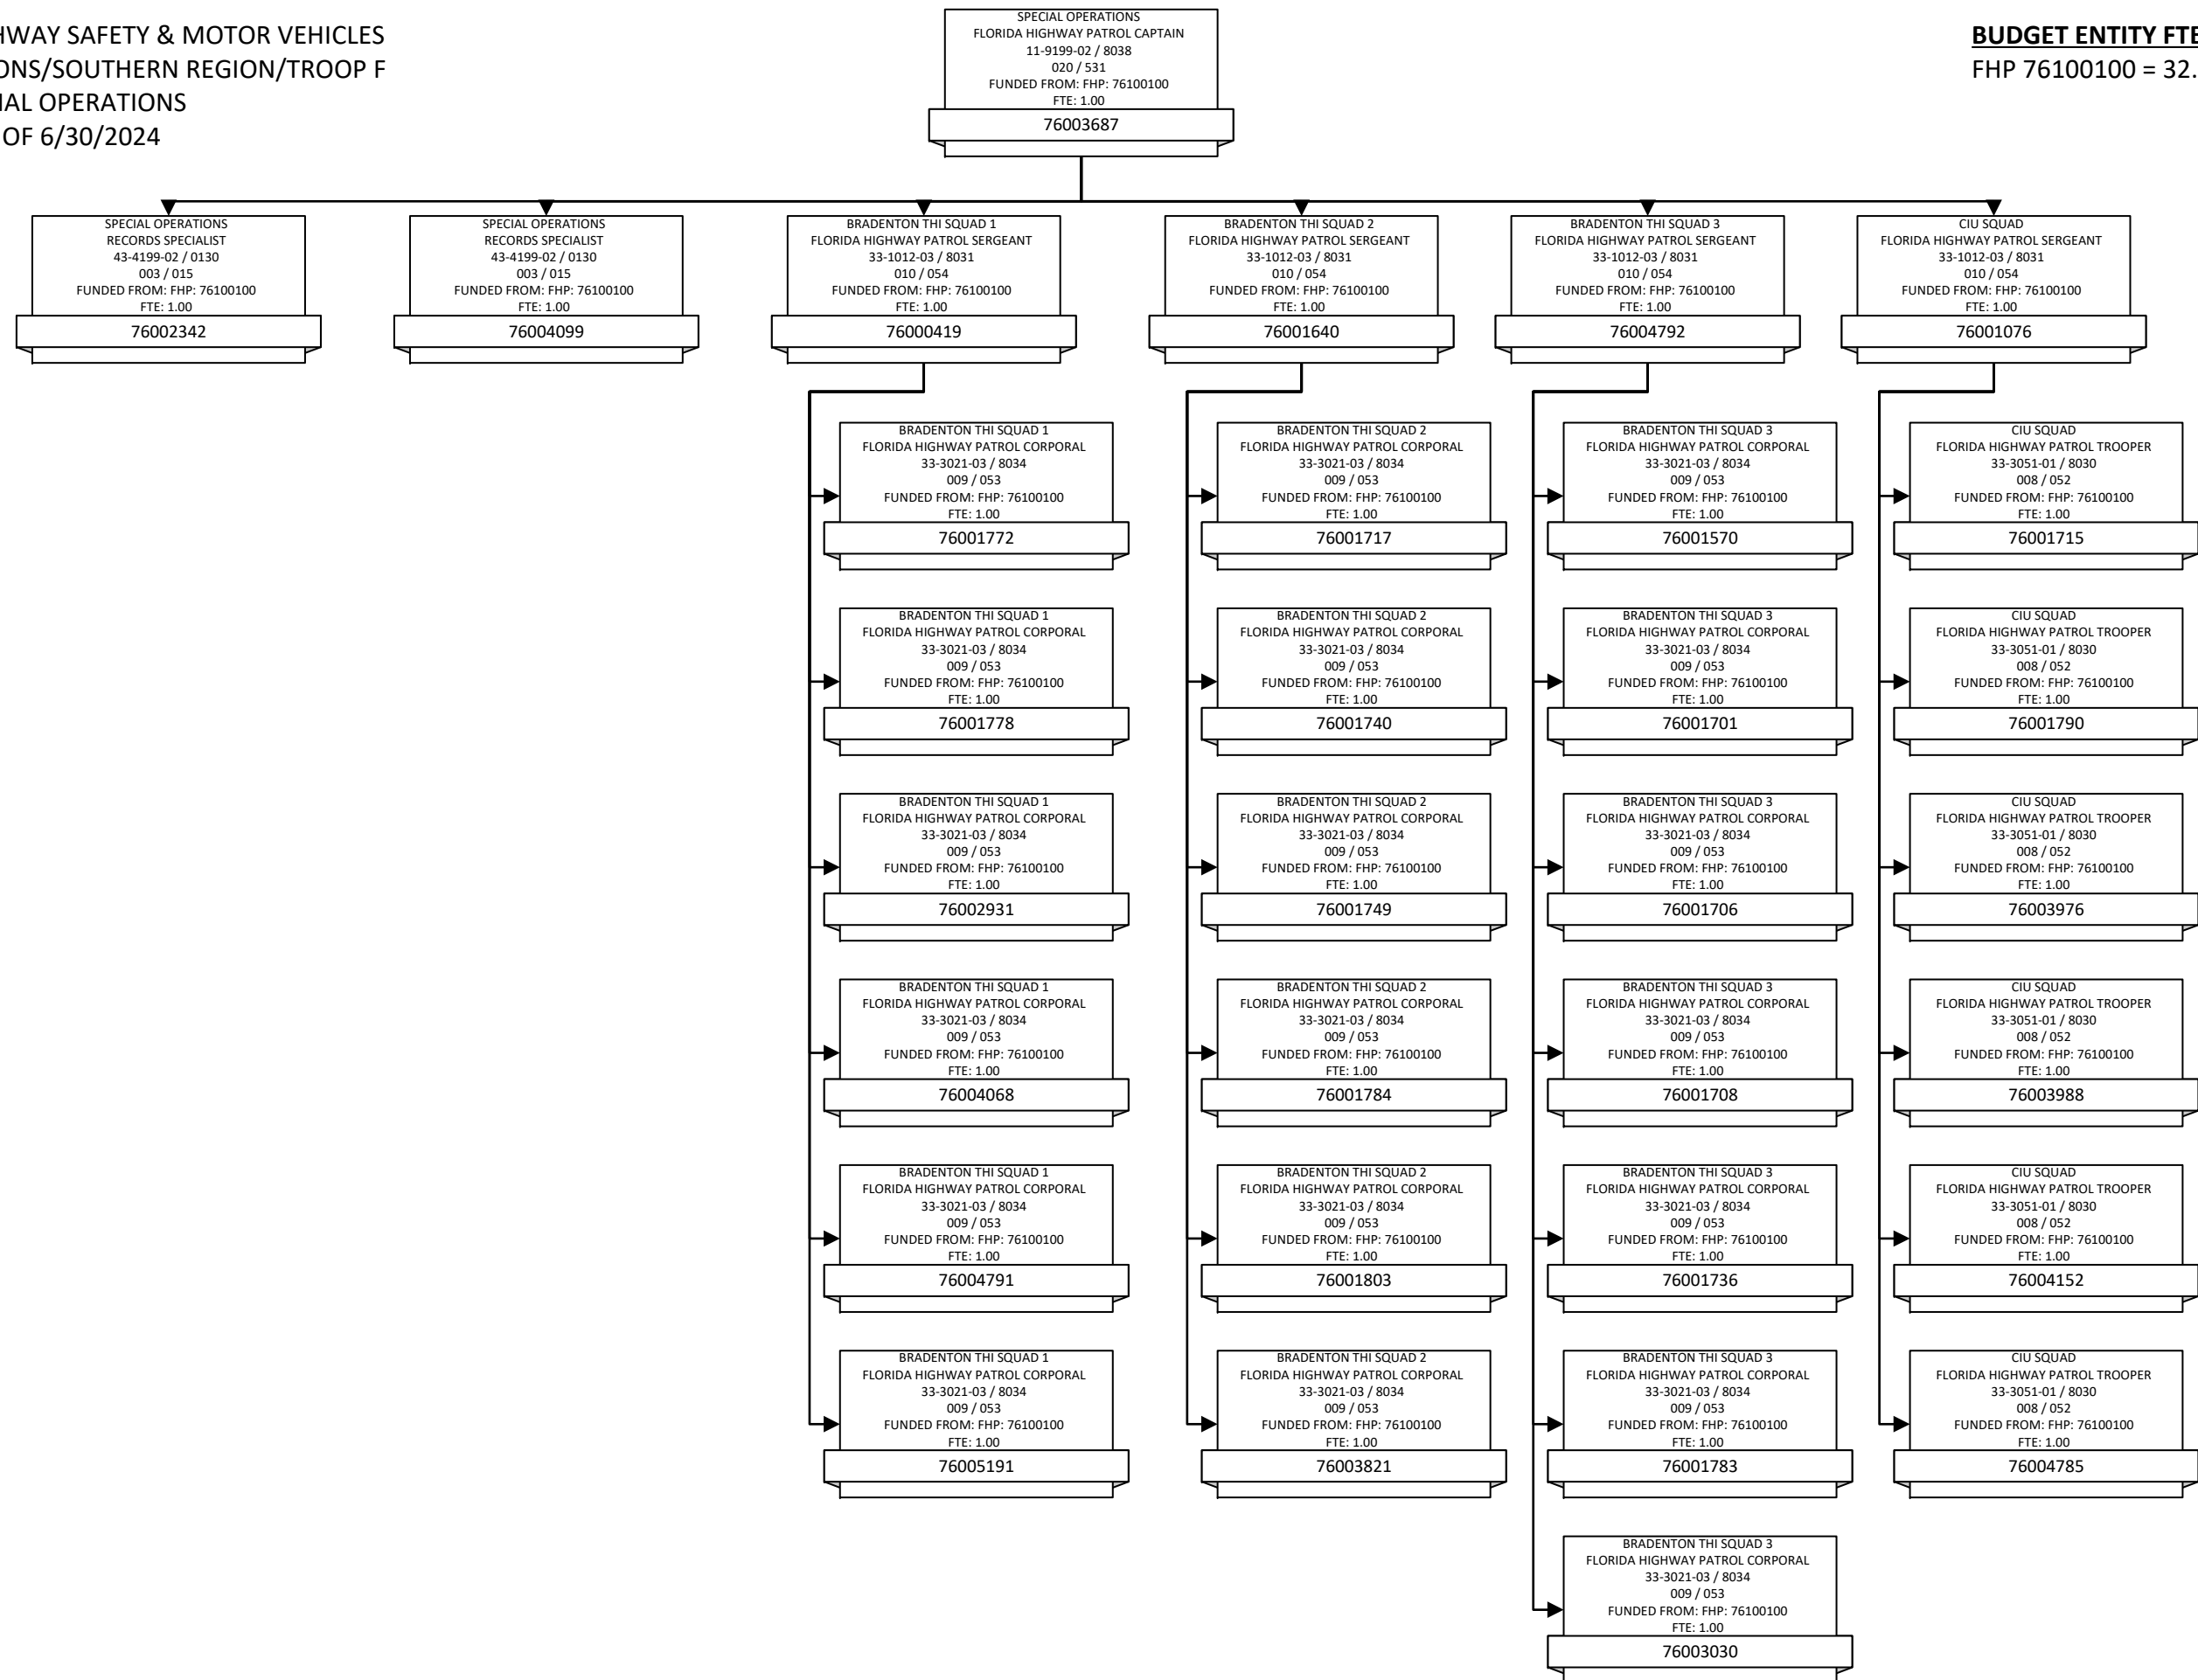 HWAY SAFETY & MOTOR VEHICLES
ONS/SOUTHERN REGION/TROOP F
IAL OPERATIONS
OF 6/30/2024
SPECIAL OPERATIONS
FLORIDA HIGHWAY PATROL CAPTAIN
11-9199-02 / 8038
020 / 531
FUNDED FROM: FHP: 76100100
FTE: 1.00
76003687
BUDGET ENTITY FTE
FHP 76100100 = 32.
SPECIAL OPERATIONS
RECORDS SPECIALIST
43-4199-02 / 0130
003 / 015
FUNDED FROM: FHP: 76100100
FTE: 1.00
76002342
SPECIAL OPERATIONS
RECORDS SPECIALIST
43-4199-02 / 0130
003 / 015
FUNDED FROM: FHP: 76100100
FTE: 1.00
76004099
BRADENTON THI SQUAD 1
FLORIDA HIGHWAY PATROL SERGEANT
33-1012-03 / 8031
010 / 054
FUNDED FROM: FHP: 76100100
FTE: 1.00
76000419
BRADENTON THI SQUAD 2
FLORIDA HIGHWAY PATROL SERGEANT
33-1012-03 / 8031
010 / 054
FUNDED FROM: FHP: 76100100
FTE: 1.00
76001640
BRADENTON THI SQUAD 3
FLORIDA HIGHWAY PATROL SERGEANT
33-1012-03 / 8031
010 / 054
FUNDED FROM: FHP: 76100100
FTE: 1.00
76004792
CIU SQUAD
FLORIDA HIGHWAY PATROL SERGEANT
33-1012-03 / 8031
010 / 054
FUNDED FROM: FHP: 76100100
FTE: 1.00
76001076
BRADENTON THI SQUAD 1
FLORIDA HIGHWAY PATROL CORPORAL
33-3021-03 / 8034
009 / 053
FUNDED FROM: FHP: 76100100
FTE: 1.00
76001772
BRADENTON THI SQUAD 2
FLORIDA HIGHWAY PATROL CORPORAL
33-3021-03 / 8034
009 / 053
FUNDED FROM: FHP: 76100100
FTE: 1.00
76001717
BRADENTON THI SQUAD 3
FLORIDA HIGHWAY PATROL CORPORAL
33-3021-03 / 8034
009 / 053
FUNDED FROM: FHP: 76100100
FTE: 1.00
76001570
CIU SQUAD
FLORIDA HIGHWAY PATROL TROOPER
33-3051-01 / 8030
008 / 052
FUNDED FROM: FHP: 76100100
FTE: 1.00
76001715
BRADENTON THI SQUAD 1
FLORIDA HIGHWAY PATROL CORPORAL
33-3021-03 / 8034
009 / 053
FUNDED FROM: FHP: 76100100
FTE: 1.00
76001778
BRADENTON THI SQUAD 2
FLORIDA HIGHWAY PATROL CORPORAL
33-3021-03 / 8034
009 / 053
FUNDED FROM: FHP: 76100100
FTE: 1.00
76001740
BRADENTON THI SQUAD 3
FLORIDA HIGHWAY PATROL CORPORAL
33-3021-03 / 8034
009 / 053
FUNDED FROM: FHP: 76100100
FTE: 1.00
76001701
CIU SQUAD
FLORIDA HIGHWAY PATROL TROOPER
33-3051-01 / 8030
008 / 052
FUNDED FROM: FHP: 76100100
FTE: 1.00
76001790
BRADENTON THI SQUAD 1
FLORIDA HIGHWAY PATROL CORPORAL
33-3021-03 / 8034
009 / 053
FUNDED FROM: FHP: 76100100
FTE: 1.00
76002931
BRADENTON THI SQUAD 2
FLORIDA HIGHWAY PATROL CORPORAL
33-3021-03 / 8034
009 / 053
FUNDED FROM: FHP: 76100100
FTE: 1.00
76001749
BRADENTON THI SQUAD 3
FLORIDA HIGHWAY PATROL CORPORAL
33-3021-03 / 8034
009 / 053
FUNDED FROM: FHP: 76100100
FTE: 1.00
76001706
CIU SQUAD
FLORIDA HIGHWAY PATROL TROOPER
33-3051-01 / 8030
008 / 052
FUNDED FROM: FHP: 76100100
FTE: 1.00
76003976
BRADENTON THI SQUAD 1
FLORIDA HIGHWAY PATROL CORPORAL
33-3021-03 / 8034
009 / 053
FUNDED FROM: FHP: 76100100
FTE: 1.00
76004068
BRADENTON THI SQUAD 2
FLORIDA HIGHWAY PATROL CORPORAL
33-3021-03 / 8034
009 / 053
FUNDED FROM: FHP: 76100100
FTE: 1.00
76001784
BRADENTON THI SQUAD 3
FLORIDA HIGHWAY PATROL CORPORAL
33-3021-03 / 8034
009 / 053
FUNDED FROM: FHP: 76100100
FTE: 1.00
76001708
CIU SQUAD
FLORIDA HIGHWAY PATROL TROOPER
33-3051-01 / 8030
008 / 052
FUNDED FROM: FHP: 76100100
FTE: 1.00
76003988
BRADENTON THI SQUAD 1
FLORIDA HIGHWAY PATROL CORPORAL
33-3021-03 / 8034
009 / 053
FUNDED FROM: FHP: 76100100
FTE: 1.00
76004791
BRADENTON THI SQUAD 2
FLORIDA HIGHWAY PATROL CORPORAL
33-3021-03 / 8034
009 / 053
FUNDED FROM: FHP: 76100100
FTE: 1.00
76001803
BRADENTON THI SQUAD 3
FLORIDA HIGHWAY PATROL CORPORAL
33-3021-03 / 8034
009 / 053
FUNDED FROM: FHP: 76100100
FTE: 1.00
76001736
CIU SQUAD
FLORIDA HIGHWAY PATROL TROOPER
33-3051-01 / 8030
008 / 052
FUNDED FROM: FHP: 76100100
FTE: 1.00
76004152
BRADENTON THI SQUAD 1
FLORIDA HIGHWAY PATROL CORPORAL
33-3021-03 / 8034
009 / 053
FUNDED FROM: FHP: 76100100
FTE: 1.00
76005191
BRADENTON THI SQUAD 2
FLORIDA HIGHWAY PATROL CORPORAL
33-3021-03 / 8034
009 / 053
FUNDED FROM: FHP: 76100100
FTE: 1.00
76003821
BRADENTON THI SQUAD 3
FLORIDA HIGHWAY PATROL CORPORAL
33-3021-03 / 8034
009 / 053
FUNDED FROM: FHP: 76100100
FTE: 1.00
76001783
CIU SQUAD
FLORIDA HIGHWAY PATROL TROOPER
33-3051-01 / 8030
008 / 052
FUNDED FROM: FHP: 76100100
FTE: 1.00
76004785
BRADENTON THI SQUAD 3
FLORIDA HIGHWAY PATROL CORPORAL
33-3021-03 / 8034
009 / 053
FUNDED FROM: FHP: 76100100
FTE: 1.00
76003030